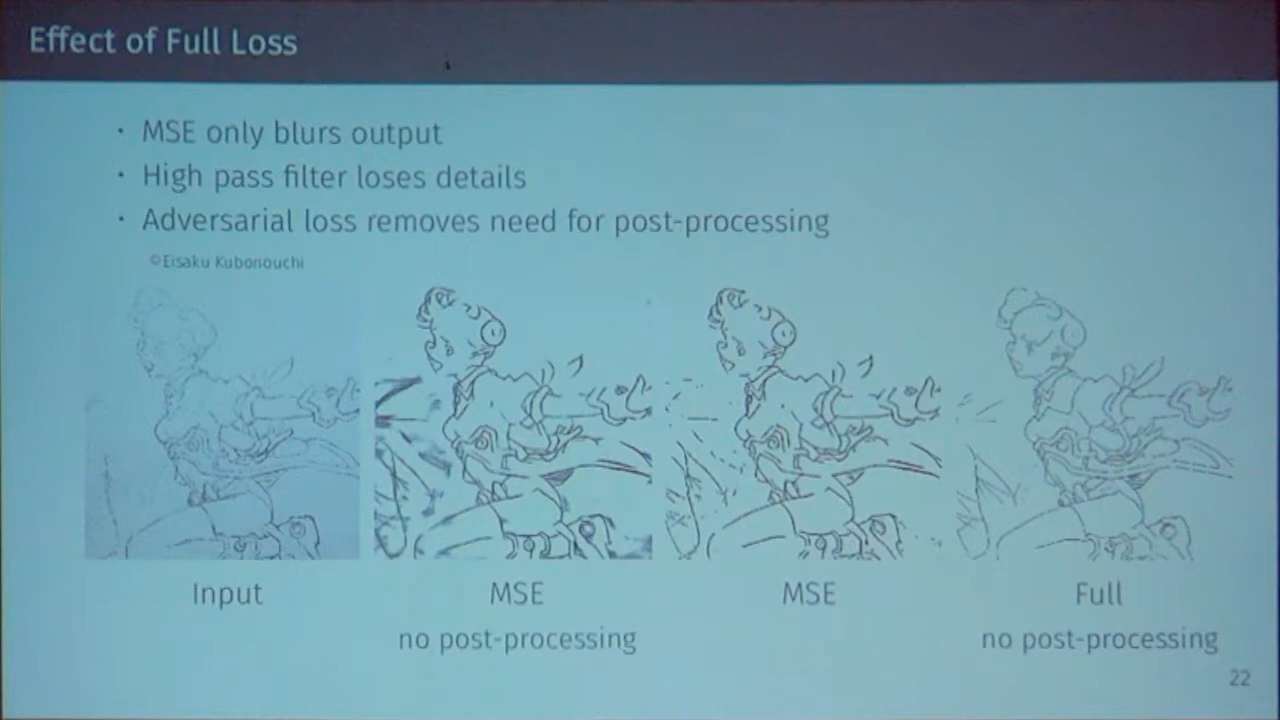 Effect of Full Loss
· MSE only blurs output
· High pass filter loses details
· Adversarial loss removes need for post-processing
©Eisaku Kubonouchi
Input
MSE
MSE
Full
no post-processing
no post-processing
22